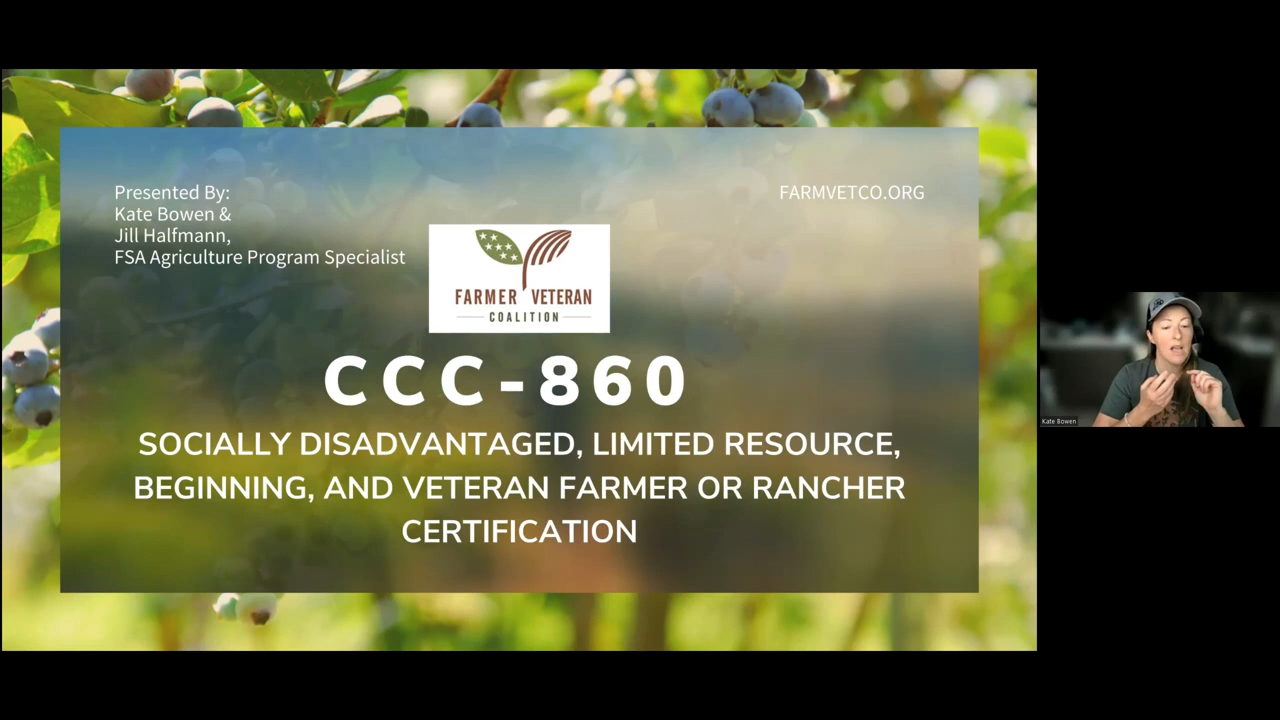 Presented By:
Kate Bowen &
Jill Halfmann,
FSA Agriculture Program Specialist
FARMVETCO.ORG
FARMER VETERAN
COALITION
CCC-860
SOCIALLY DISADVANTAGED, LIMITED RESOURCE,
BEGINNING, AND VETERAN FARMER OR RANCHER
CERTIFICATION
Kate Bowen